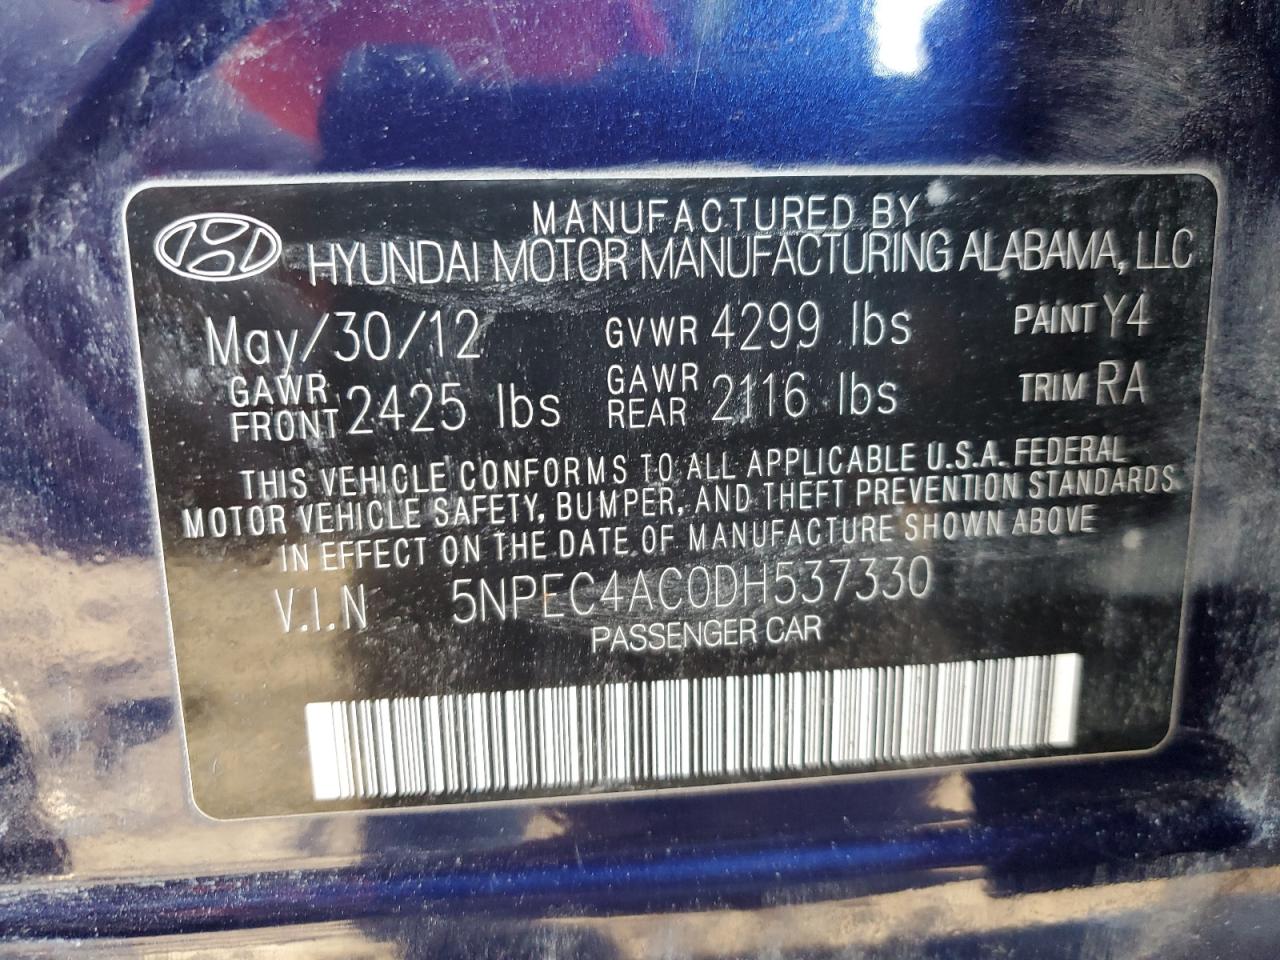 MANUFACTURED BY
HYUNDAI MOTOR MANUFACTURING ALABAMA, LLC
May/30/12 GVWR 4299 lbs PAINT Y4
GAWR FRONT 2425 lbs GAWR REAR 2116 lbs TRIM RA
THIS VEHICLE CONFORMS TO ALL APPLICABLE U.S.A. FEDERAL
MOTOR VEHICLE SAFETY, BUMPER, AND THEFT PREVENTION STANDARDS
IN EFFECT ON THE DATE OF MANUFACTURE SHOWN ABOVE
V.I.N 5NPEC4AC0DH537330
PASSENGER CAR